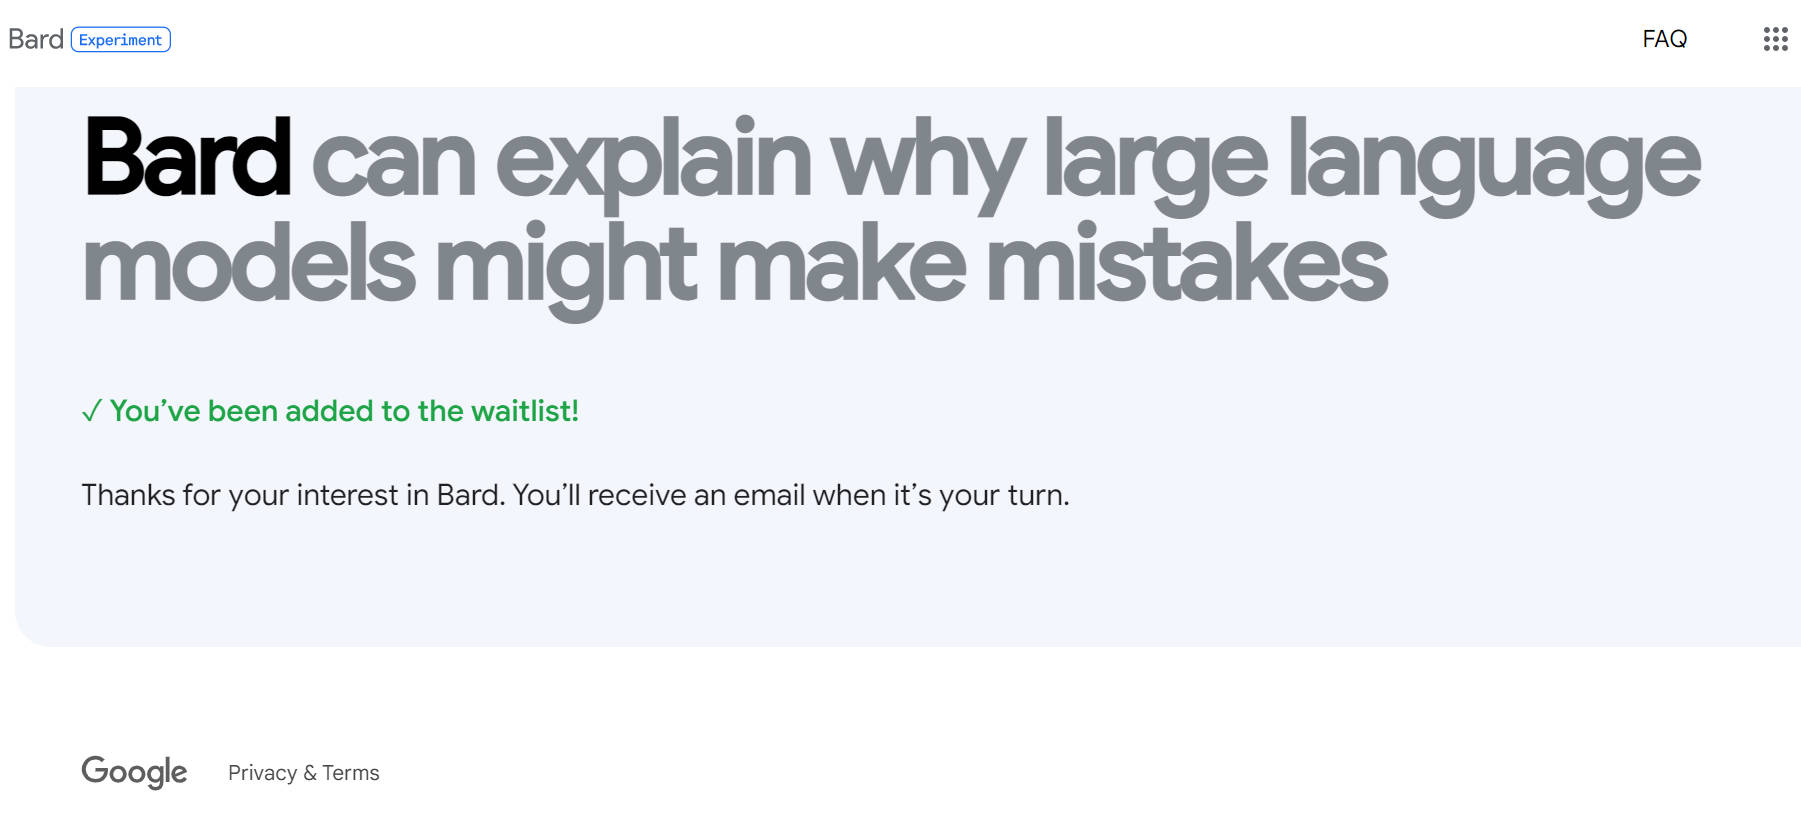 Bard Experiment
FAQ
Bard can explain why large language
models might make mistakes
✓ You’ve been added to the waitlist!
Thanks for your interest in Bard. You’ll receive an email when it’s your turn.
Google Privacy & Terms